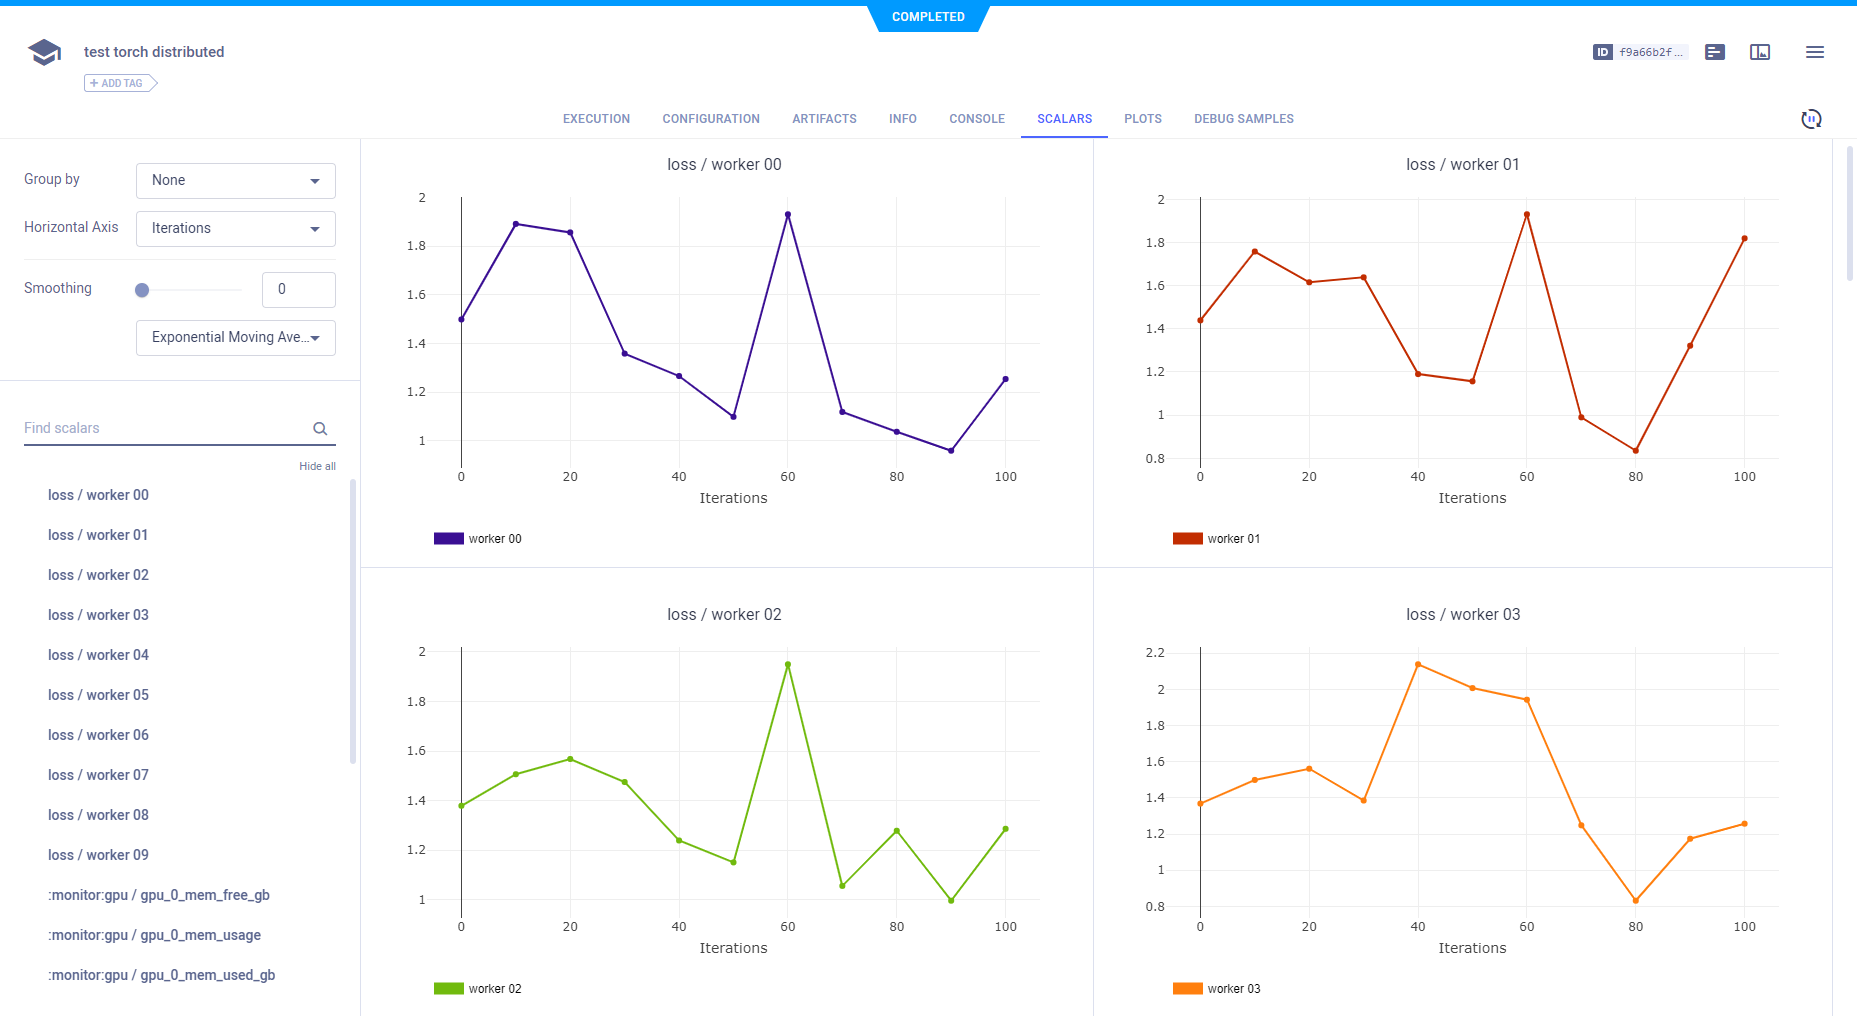 COMPLETED
test torch distributed
ID f9a66b2f...
+ ADD TAG
EXECUTION CONFIGURATION ARTIFACTS INFO CONSOLE SCALARS PLOTS DEBUG SAMPLES
Group by None
Horizontal Axis Iterations
Smoothing 0
Exponential Moving Ave...
Find scalars
Hide all
loss / worker 00
loss / worker 01
loss / worker 02
loss / worker 03
loss / worker 04
loss / worker 05
loss / worker 06
loss / worker 07
loss / worker 08
loss / worker 09
:monitor:gpu / gpu_0_mem_free_gb
:monitor:gpu / gpu_0_mem_usage
:monitor:gpu / gpu_0_mem_used_gb
loss / worker 00
2
1.8
1.6
1.4
1.2
1
0 20 40 60 80 100
Iterations
worker 00
loss / worker 01
2
1.8
1.6
1.4
1.2
1
0.8
0 20 40 60 80 100
Iterations
worker 01
loss / worker 02
2
1.8
1.6
1.4
1.2
1
0 20 40 60 80 100
Iterations
worker 02
loss / worker 03
2.2
2
1.8
1.6
1.4
1.2
1
0.8
0 20 40 60 80 100
Iterations
worker 03